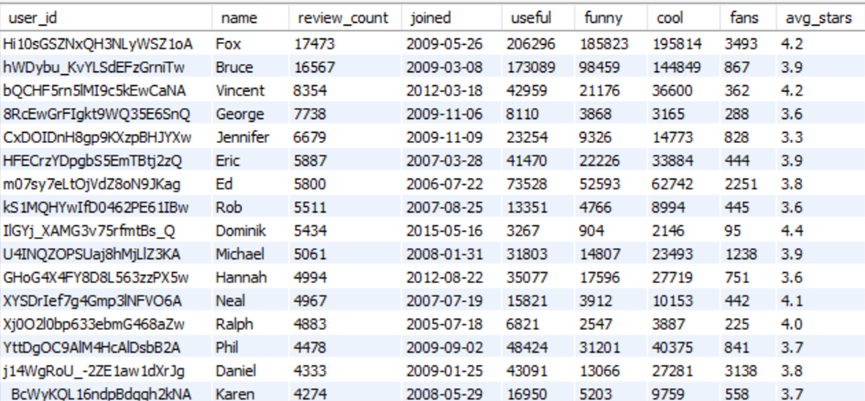 user_id name review_count joined useful funny cool fans avg_stars
Hi10sGSZNxQH3NLyWSZ1oA Fox 17473 2009-05-26 206296 185823 195814 3493 4.2
hWDybu_KvYLSdEFzGrniTw Bruce 16567 2009-03-08 173089 98459 144849 867 3.9
bQCHF5rn5lMI9c5kEwCaNA Vincent 8354 2012-03-18 42959 21176 36600 362 4.2
8RcEwGrFIgkt9WQ35E6SnQ George 7738 2009-11-06 8110 3868 3165 288 3.6
CxDOIDnH8gp9KXzpBHJYXw Jennifer 6679 2009-11-09 23254 9326 14773 828 3.3
HFECrzYDpgbS5EmTBtj2zQ Eric 5887 2007-03-28 41470 22226 33884 444 3.9
m07sy7eLtOjVdZ8oN9JKag Ed 5800 2006-07-22 73528 52593 62742 2251 3.8
kS1MQHYwIfD0462PE61IBw Rob 5511 2007-08-25 13351 4766 8994 445 3.6
IlGYj_XAMG3v75rfmtBs_Q Dominik 5434 2015-05-16 3267 904 2146 95 4.4
U4INQZOPSUaj8hMjLlZ3KA Michael 5061 2008-01-31 31803 14807 23493 1238 3.9
GHoG4X4FY8D8L563zzPX5w Hannah 4994 2012-08-22 35077 17596 27719 751 3.6
XYSDrIef7g4Gmp3lNFVO6A Neal 4967 2007-07-19 15821 3912 10153 442 4.1
Xj0O2l0bp633ebmG468aZw Ralph 4883 2005-07-18 6821 2547 3887 225 4.0
YttDgOC9AlM4HcAlDsbB2A Phil 4478 2009-09-02 48424 31201 40375 841 3.7
j14WgRoU_-2ZE1aw1dXrJg Daniel 4333 2009-01-25 43091 13066 27281 3138 3.8
_BcWyKQL16ndpBdggh2kNA Karen 4274 2008-05-29 16950 5203 9759 558 3.7